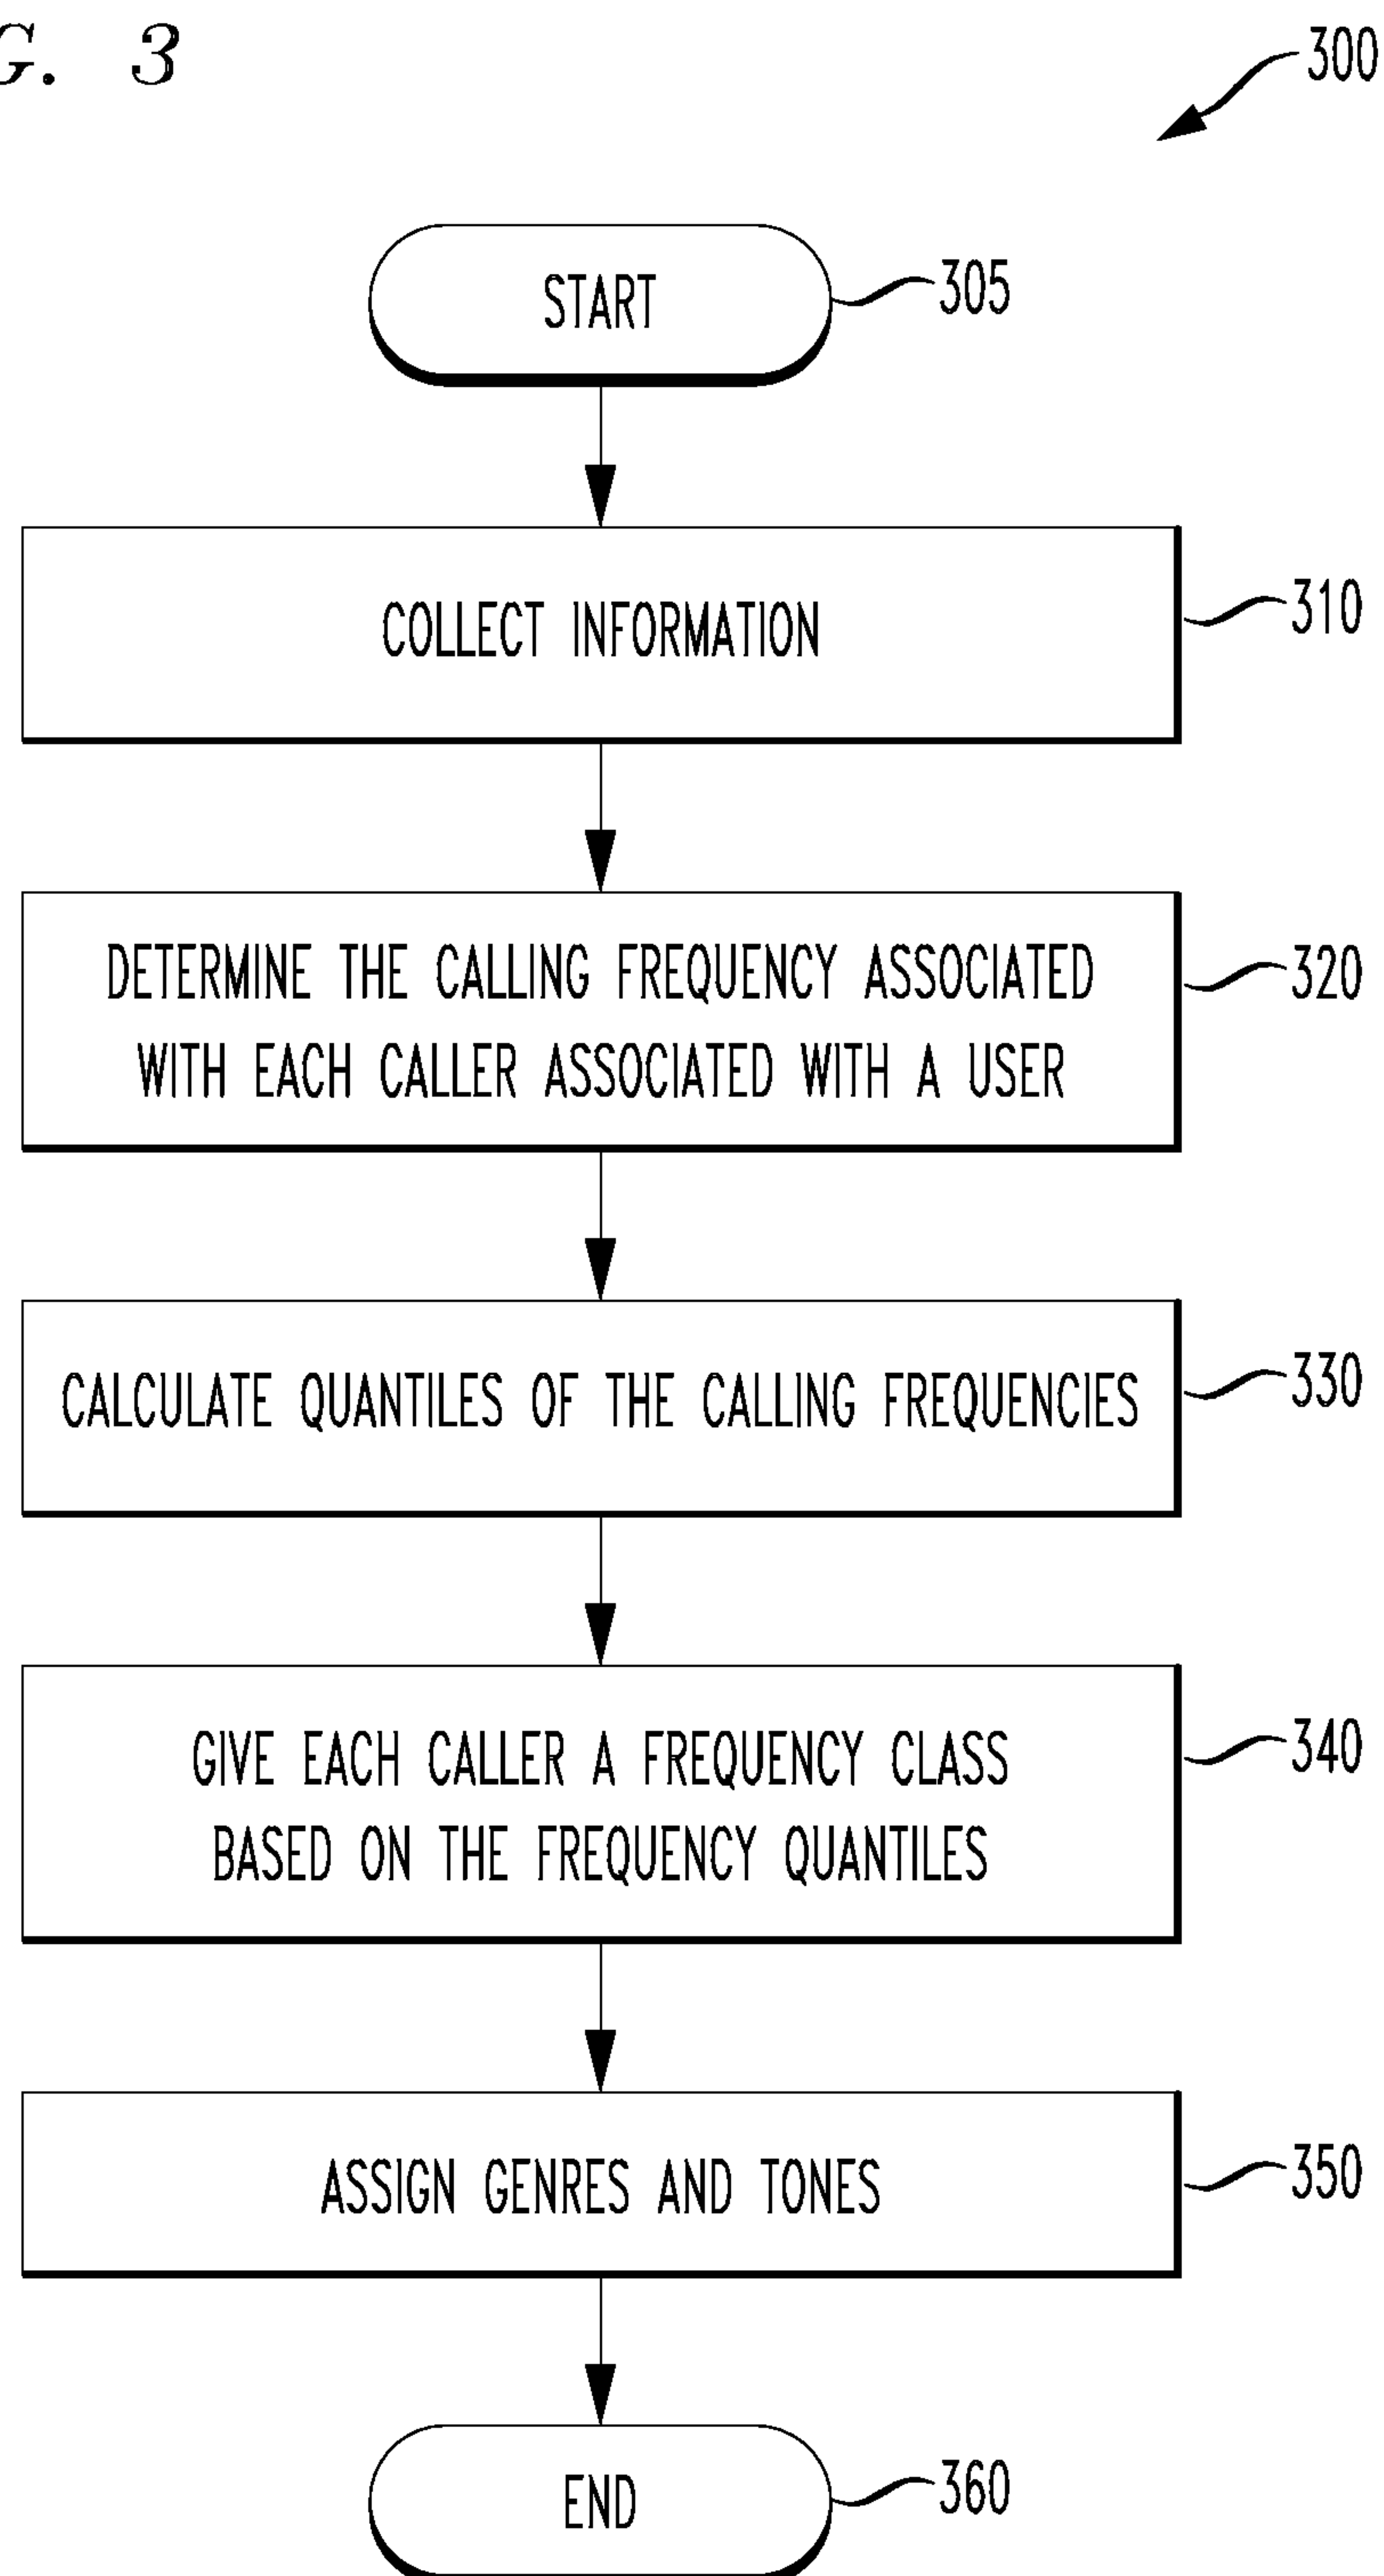 G. 3
300
START
305
COLLECT INFORMATION
310
DETERMINE THE CALLING FREQUENCY ASSOCIATED
WITH EACH CALLER ASSOCIATED WITH A USER
320
CALCULATE QUANTILES OF THE CALLING FREQUENCIES
330
GIVE EACH CALLER A FREQUENCY CLASS
BASED ON THE FREQUENCY QUANTILES
340
ASSIGN GENRES AND TONES
350
END
360